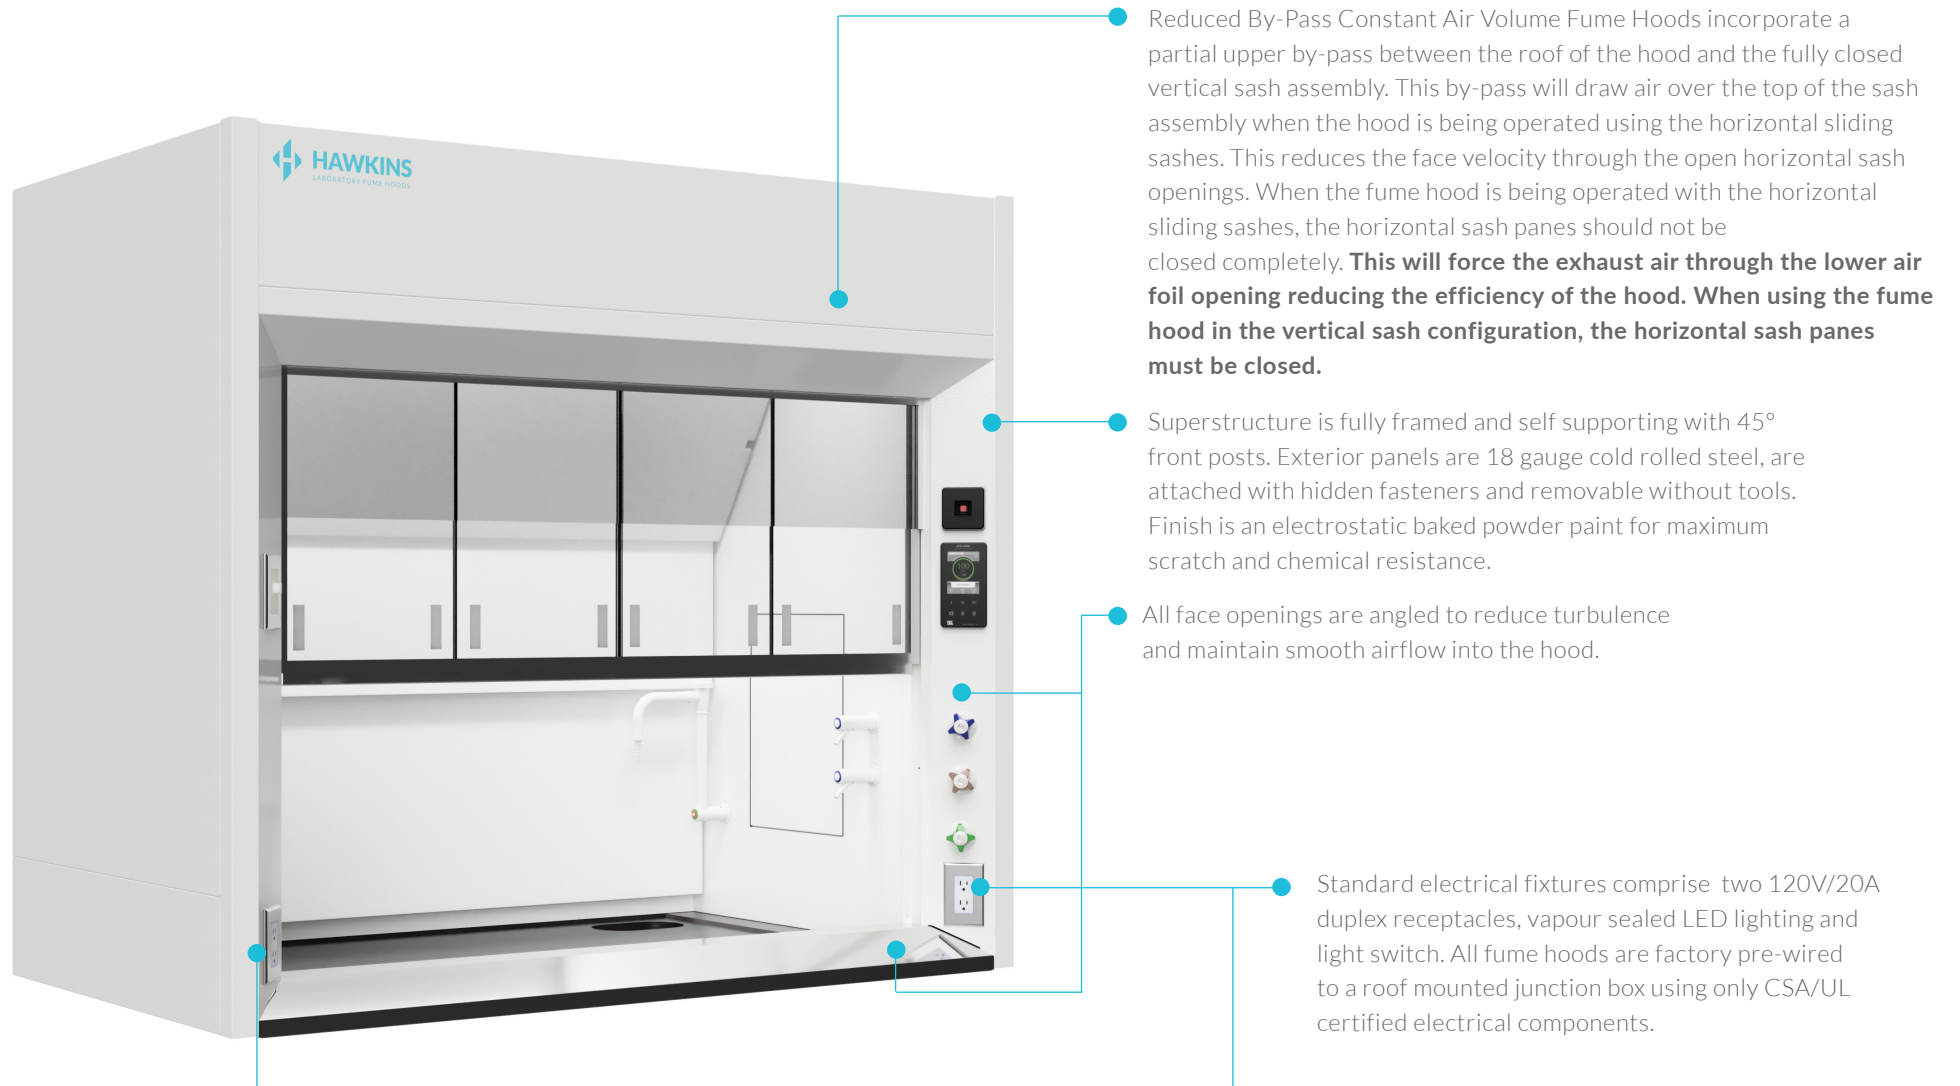 HAWKINS
LABORATORY FUME HOODS
Reduced By-Pass Constant Air Volume Fume Hoods incorporate a
partial upper by-pass between the roof of the hood and the fully closed
vertical sash assembly. This by-pass will draw air over the top of the sash
assembly when the hood is being operated using the horizontal sliding
sashes. This reduces the face velocity through the open horizontal sash
openings. When the fume hood is being operated with the horizontal
sliding sashes, the horizontal sash panes should not be
closed completely. This will force the exhaust air through the lower air
foil opening reducing the efficiency of the hood. When using the fume
hood in the vertical sash configuration, the horizontal sash panes
must be closed.
Superstructure is fully framed and self supporting with 45°
front posts. Exterior panels are 18 gauge cold rolled steel, are
attached with hidden fasteners and removable without tools.
Finish is an electrostatic baked powder paint for maximum
scratch and chemical resistance.
100
All face openings are angled to reduce turbulence
and maintain smooth airflow into the hood.
Standard electrical fixtures comprise  two 120V/20A
duplex receptacles, vapour sealed LED lighting and
light switch. All fume hoods are factory pre-wired
to a roof mounted junction box using only CSA/UL
certified electrical components.